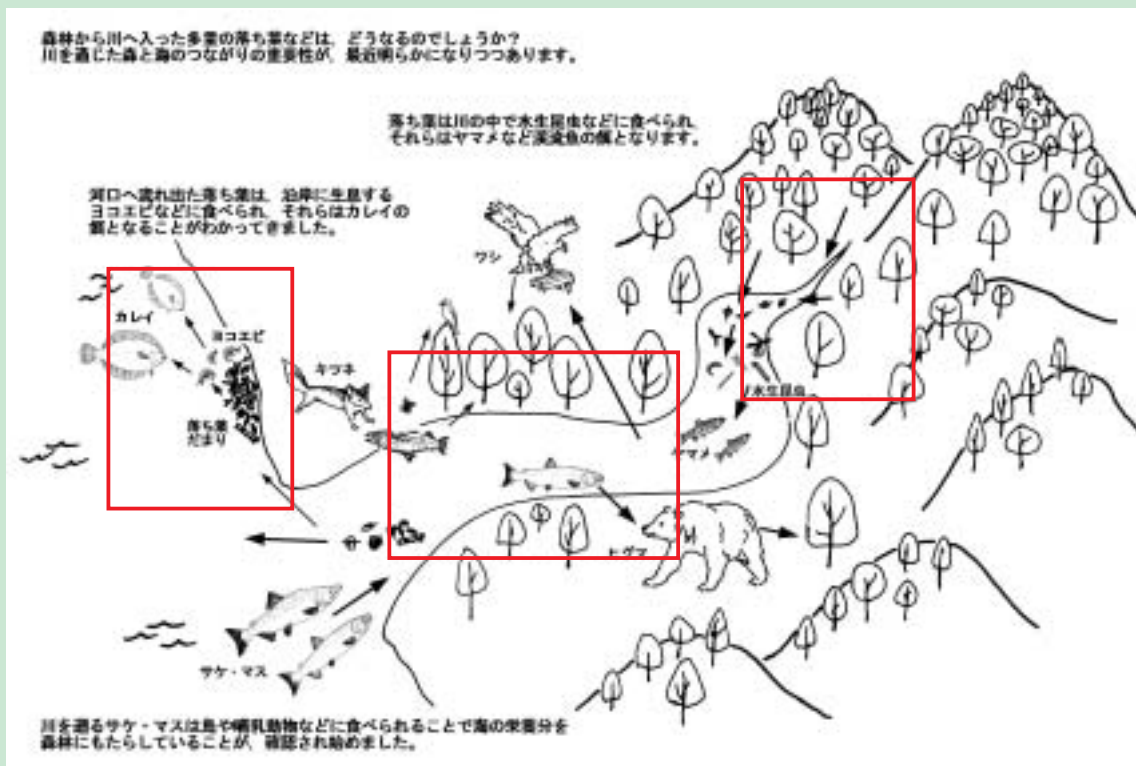 森林から川へ入った多量の落ち葉などは、どうなるのでしょうか?
川を通じた森と海のつながりの重要性が、最近明らかになりつつあります。
落ち葉は川の中で水生昆虫などに食べられ
それらはヤマメなど渓流魚の餌となります。
河口へ流れ出た落ち葉は、沿岸に生息する
ヨコエビなどに食べられ、それらはカレイの
餌となることがわかってきました。
ワシ
カレイ
ヨコエビ
キツネ
水生昆虫
落ち葉
だまり
ヤマメ
ヒグマ
サケ・マス
川を遡るサケ・マスは鳥や哺乳動物などに食べられることで海の栄養分を
森林にもたらしていることが、確認され始めました。